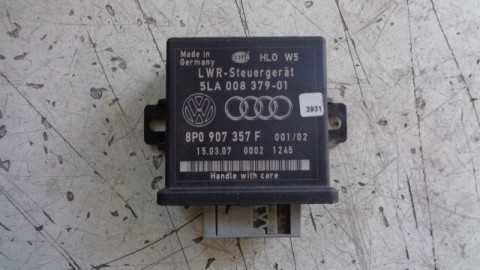 Made in
Germany
HLO W5
LWR-Steuergerät
5LA 008 379-01
3931
8P0 907 357 F 001/02
15.03.07 0002 1245
Handle with care